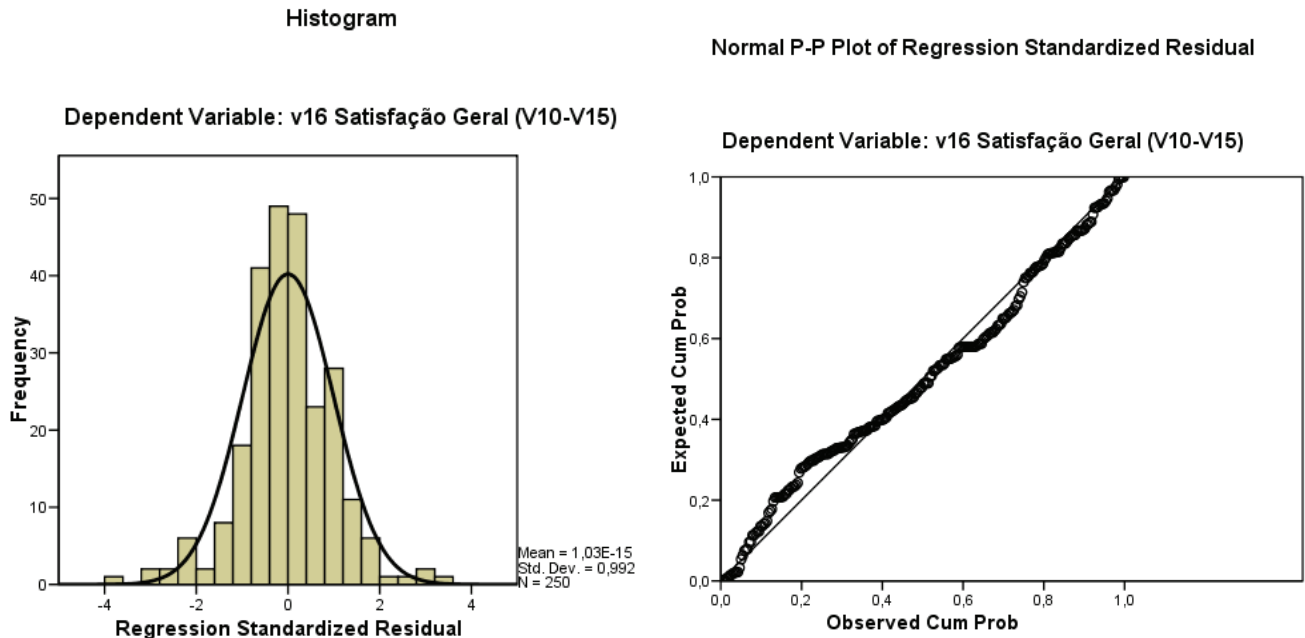 Histogram
Dependent Variable: v16 Satisfação Geral (V10-V15)
Frequency
50
40
30
20
10
0
-4
-2
0
2
4
Regression Standardized Residual
Mean = 1,03E-15
Std. Dev. = 0,992
N = 250
Normal P-P Plot of Regression Standardized Residual
Dependent Variable: v16 Satisfação Geral (V10-V15)
Expected Cum Prob
1,0
0,8
0,6
0,4
0,2
0,0
0,0
0,2
0,4
0,6
0,8
1,0
Observed Cum Prob